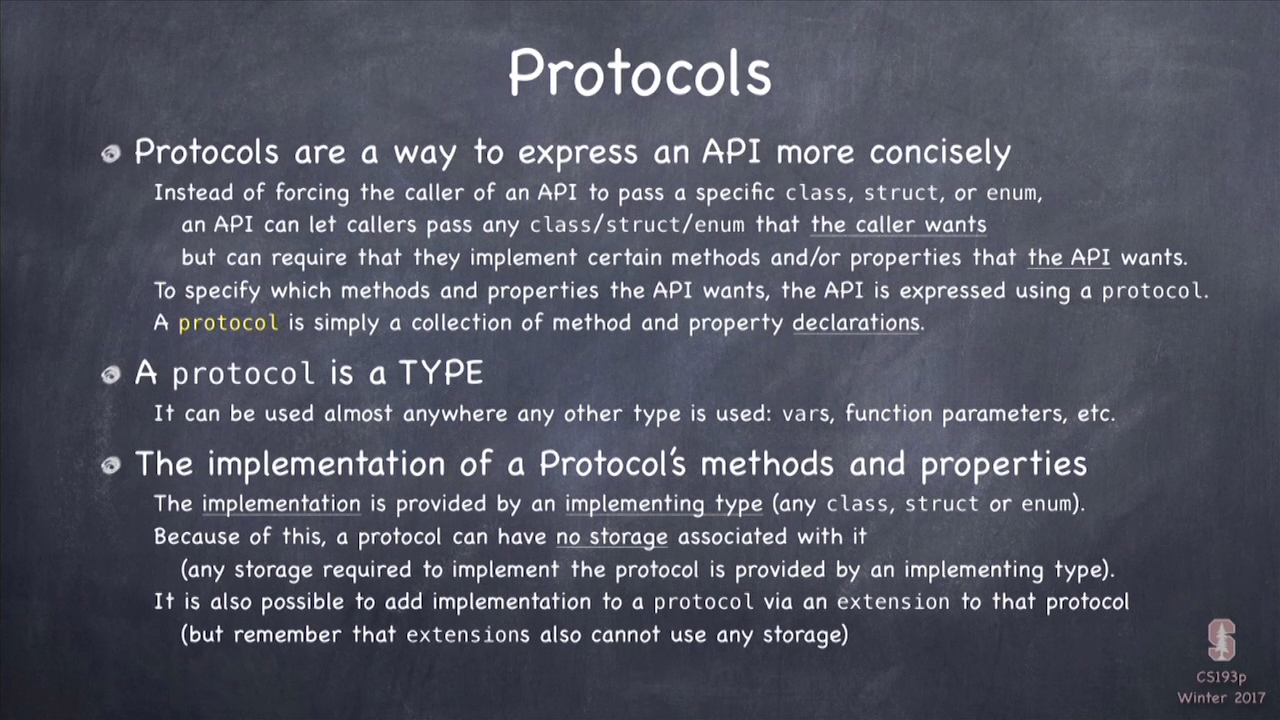 Protocols
Protocols are a way to express an API more concisely
Instead of forcing the caller of an API to pass a specific class, struct, or enum,
an API can let callers pass any class/struct/enum that the caller wants
but can require that they implement certain methods and/or properties that the API wants.
To specify which methods and properties the API wants, the API is expressed using a protocol.
A protocol is simply a collection of method and property declarations.
A protocol is a TYPE
It can be used almost anywhere any other type is used: vars, function parameters, etc.
The implementation of a Protocol's methods and properties
The implementation is provided by an implementing type (any class, struct or enum).
Because of this, a protocol can have no storage associated with it
(any storage required to implement the protocol is provided by an implementing type).
It is also possible to add implementation to a protocol via an extension to that protocol
(but remember that extensions also cannot use any storage)
S
CS193p
Winter 2017